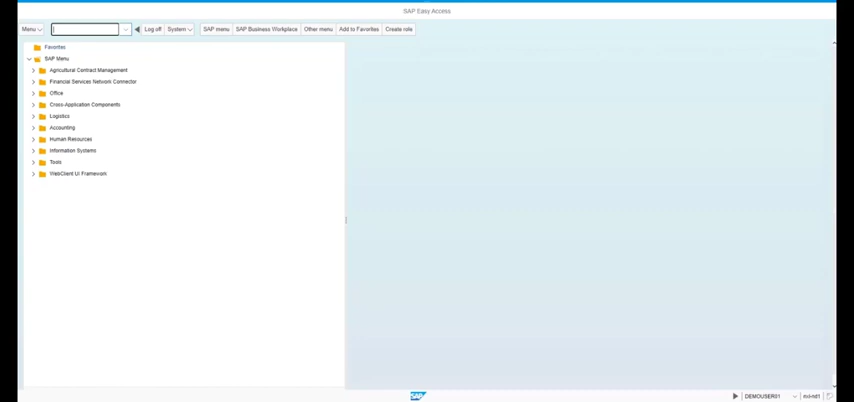 SAP Easy Access
Menu Log off System SAP menu SAP Business Workplace Other menu Add to Favorites Create role
Favorites
SAP Menu
Agricultural Contract Management
Financial Services Network Connector
Office
Cross-Application Components
Logistics
Accounting
Human Resources
Information Systems
Tools
WebClient UI Framework
SAP DEMOUSER01